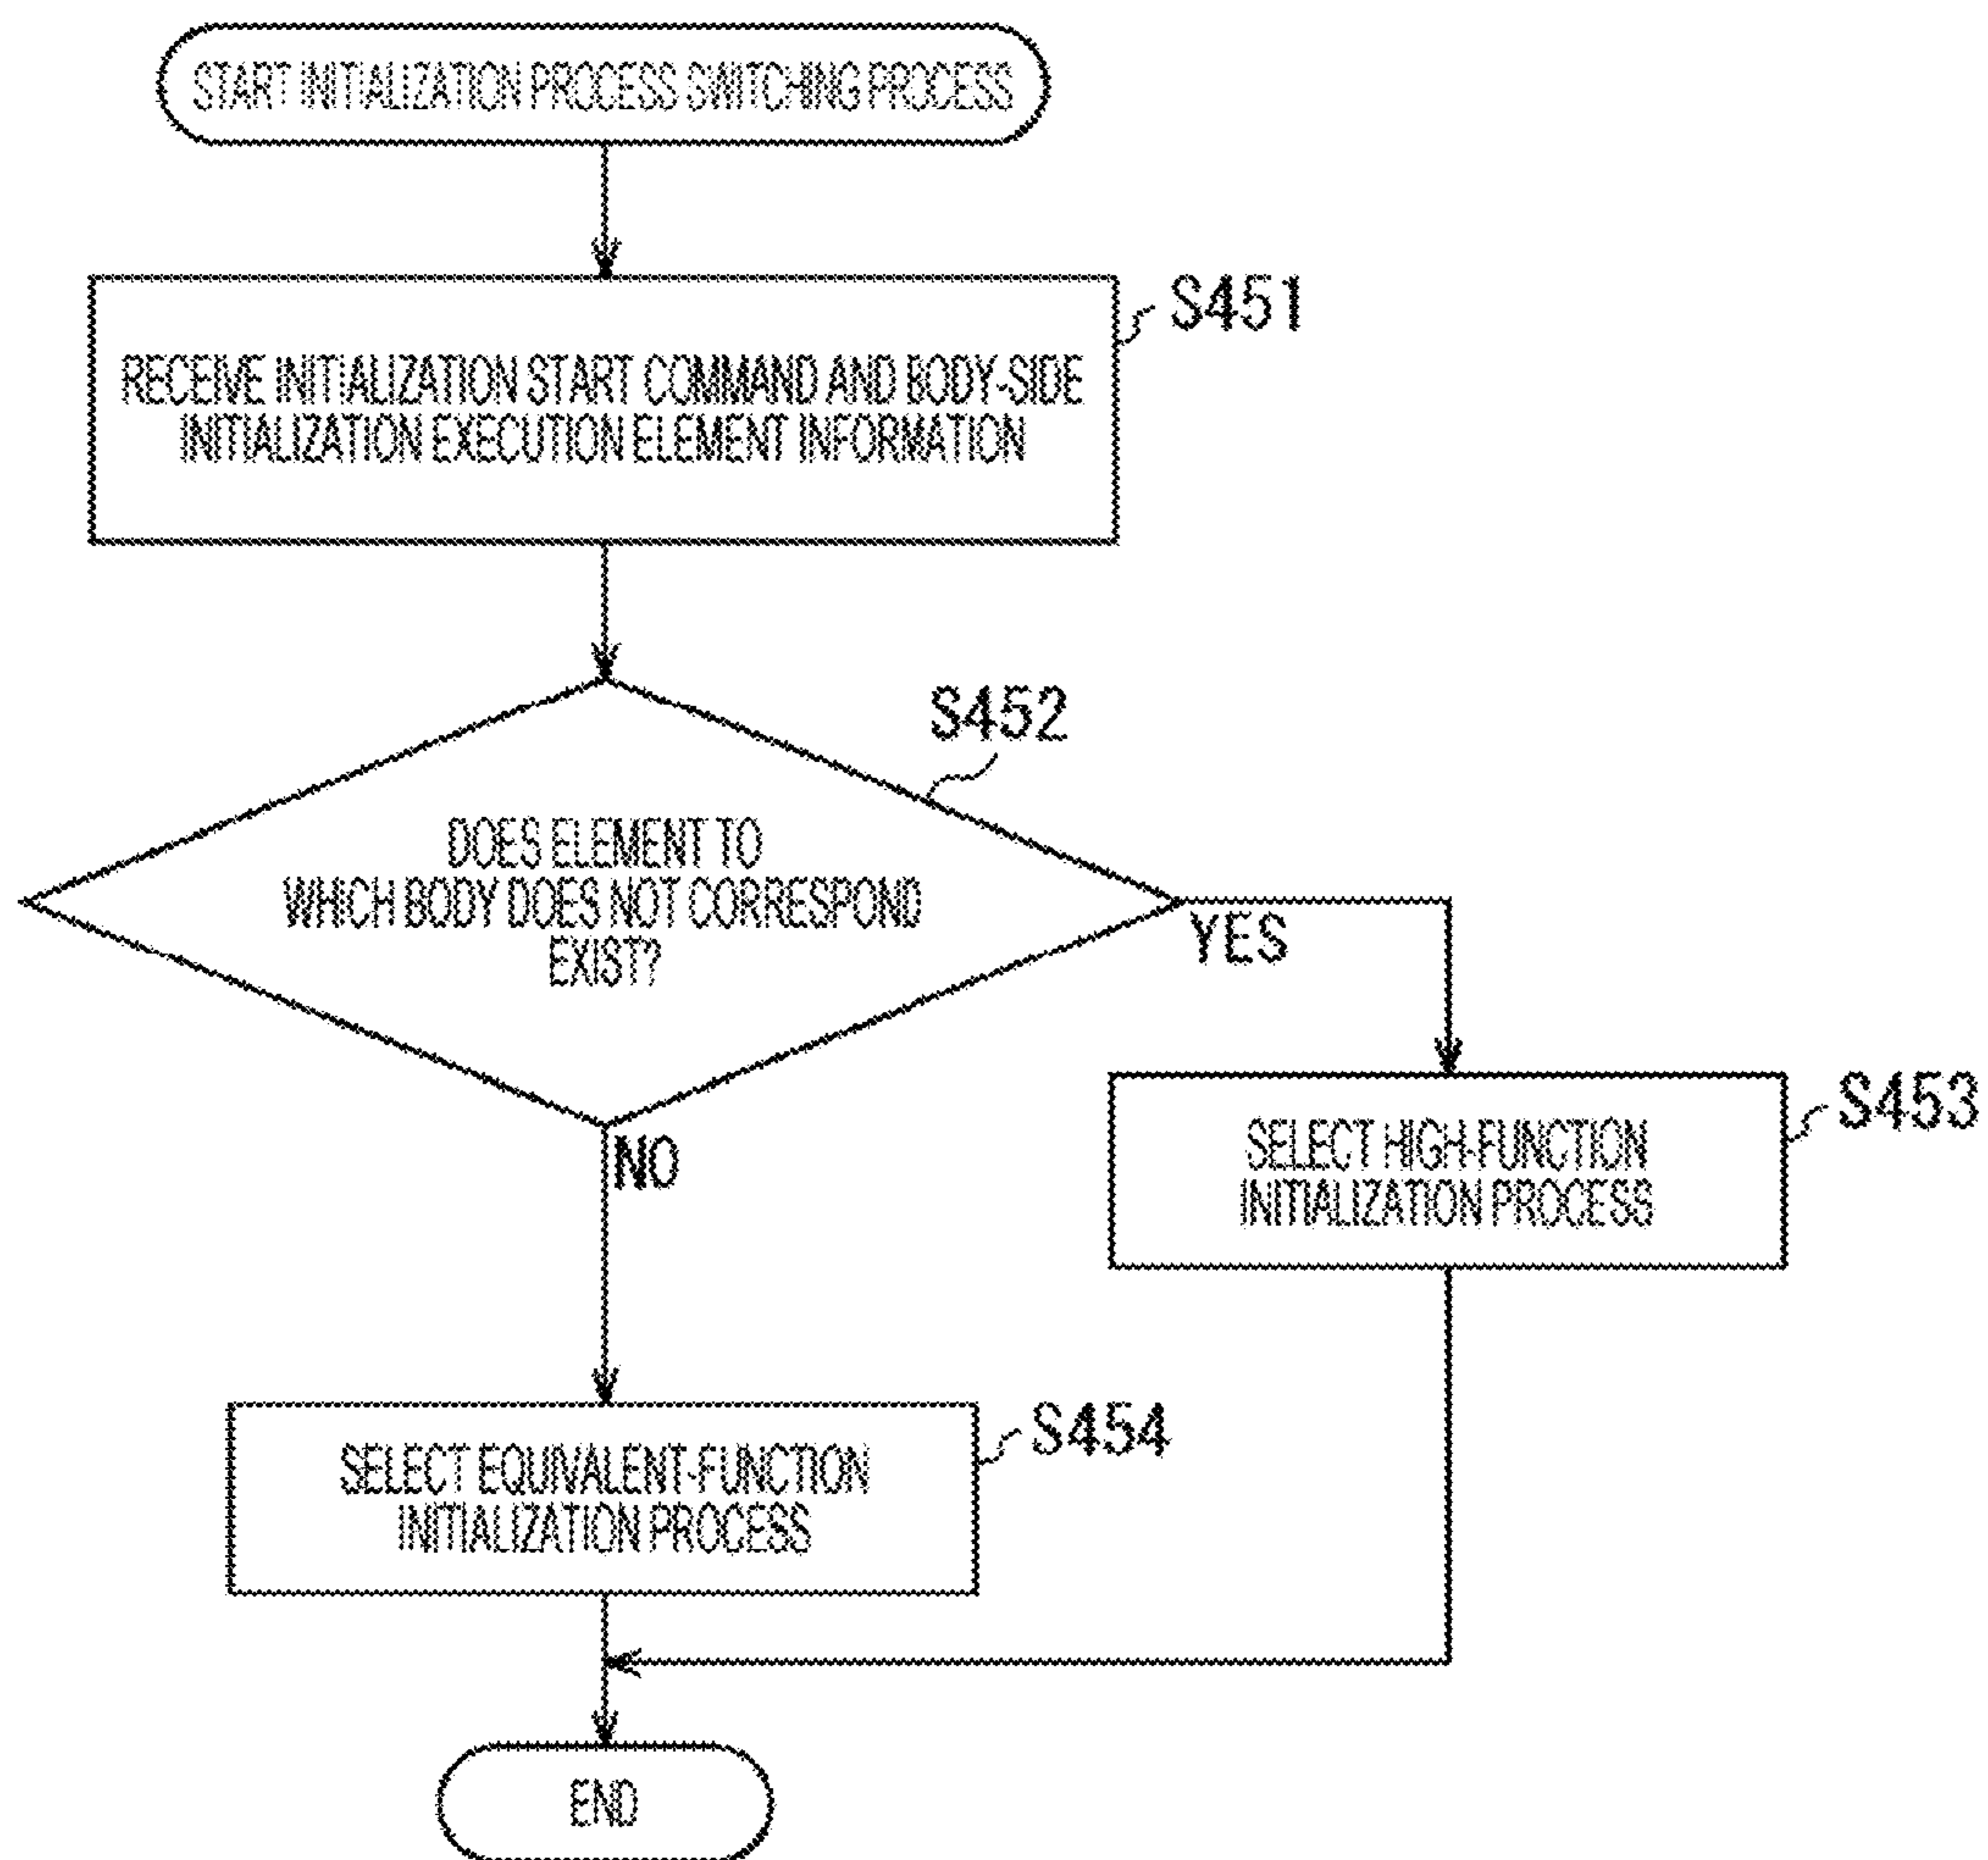 START INITIALIZATION PROCESS SWITCHING PROCESS
S451
RECEIVE INITIALIZATION START COMMAND AND BODY-SIDE
INITIALIZATION EXECUTION ELEMENT INFORMATION
S452
DOES ELEMENT TO
WHICH BODY DOES NOT CORRESPOND
EXIST?
YES
NO
S453
SELECT HIGH-FUNCTION
INITIALIZATION PROCESS
S454
SELECT EQUIVALENT-FUNCTION
INITIALIZATION PROCESS
END